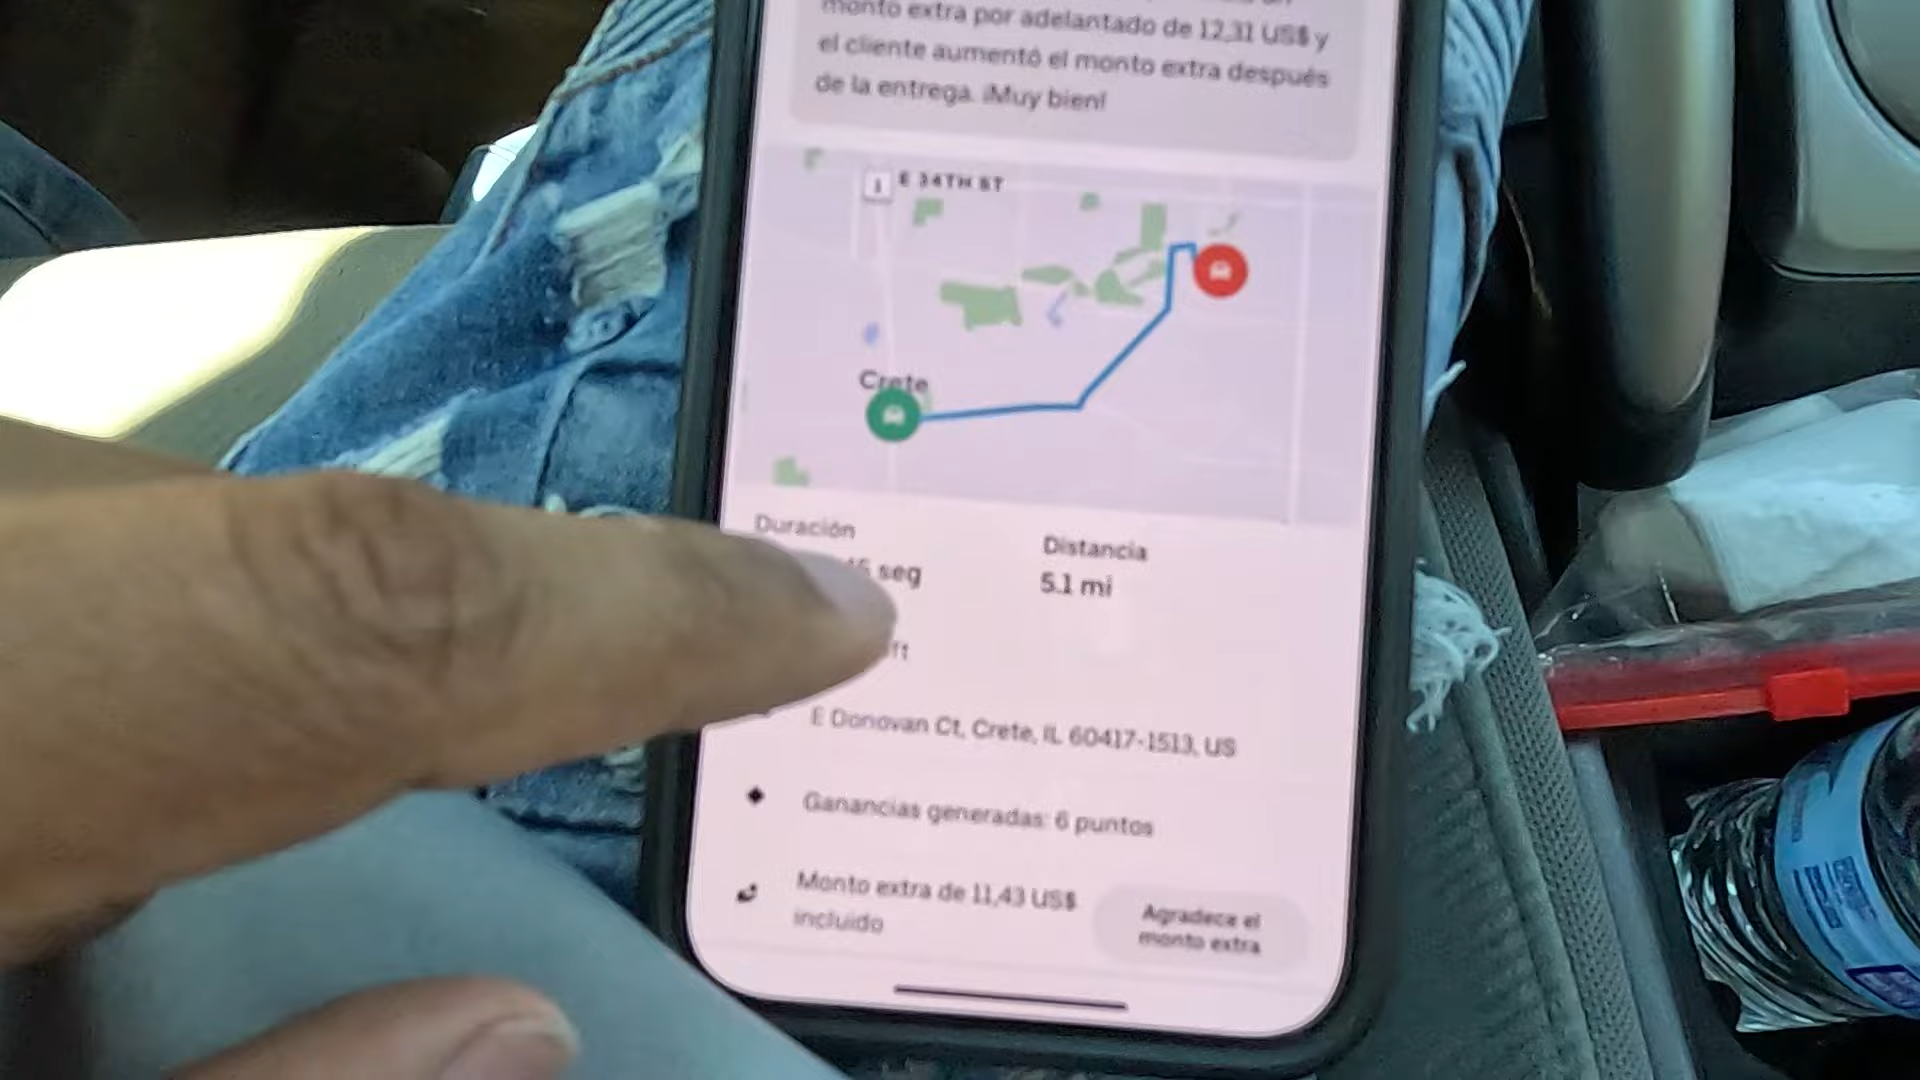 monto extra por adelantado de 12,31 US$ y
el cliente aumentó el monto extra después
de la entrega. ¡Muy bien!
1
E 34TH ST
Crete
Duración
Distancia
seg
5.1 mi
E Donovan Ct, Crete, IL 60417-1513, US
Ganancias generadas: 6 puntos
Monto extra de 11,43 US$
incluido
Agradece el
monto extra